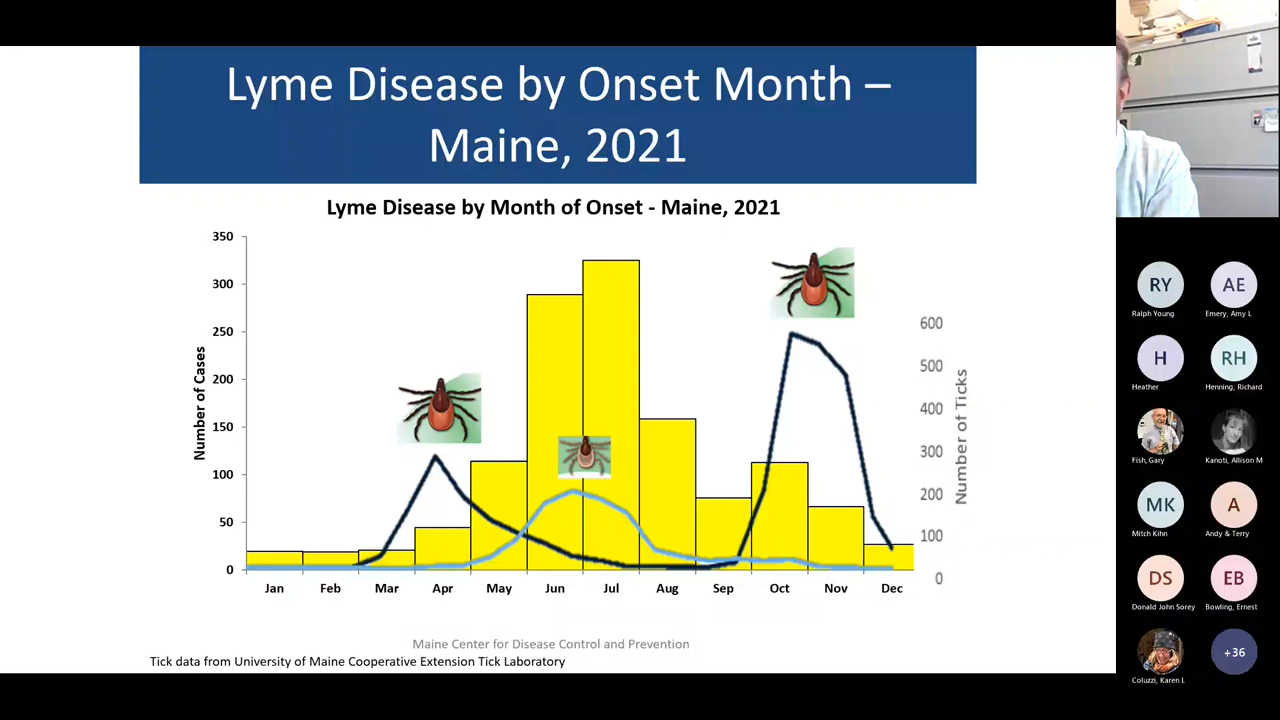 Lyme Disease by Onset Month –
Maine, 2021
Lyme Disease by Month of Onset - Maine, 2021
350
300
250
200
150
100
50
0
Number of Cases
600
500
400
300
200
100
0
Number of Ticks
Jan Feb Mar Apr May Jun Jul Aug Sep Oct Nov Dec
Maine Center for Disease Control and Prevention
Tick data from University of Maine Cooperative Extension Tick Laboratory
RY AE
Ralph Young Emery, Amy L
H RH
Heather Henning, Richard
Fish, Gary Kanoti, Allison M
MK A
Mitch Kihn Andy & Terry
DS EB
Donald John Sorey Bowling, Ernest
+36
Coluzzi, Karen L